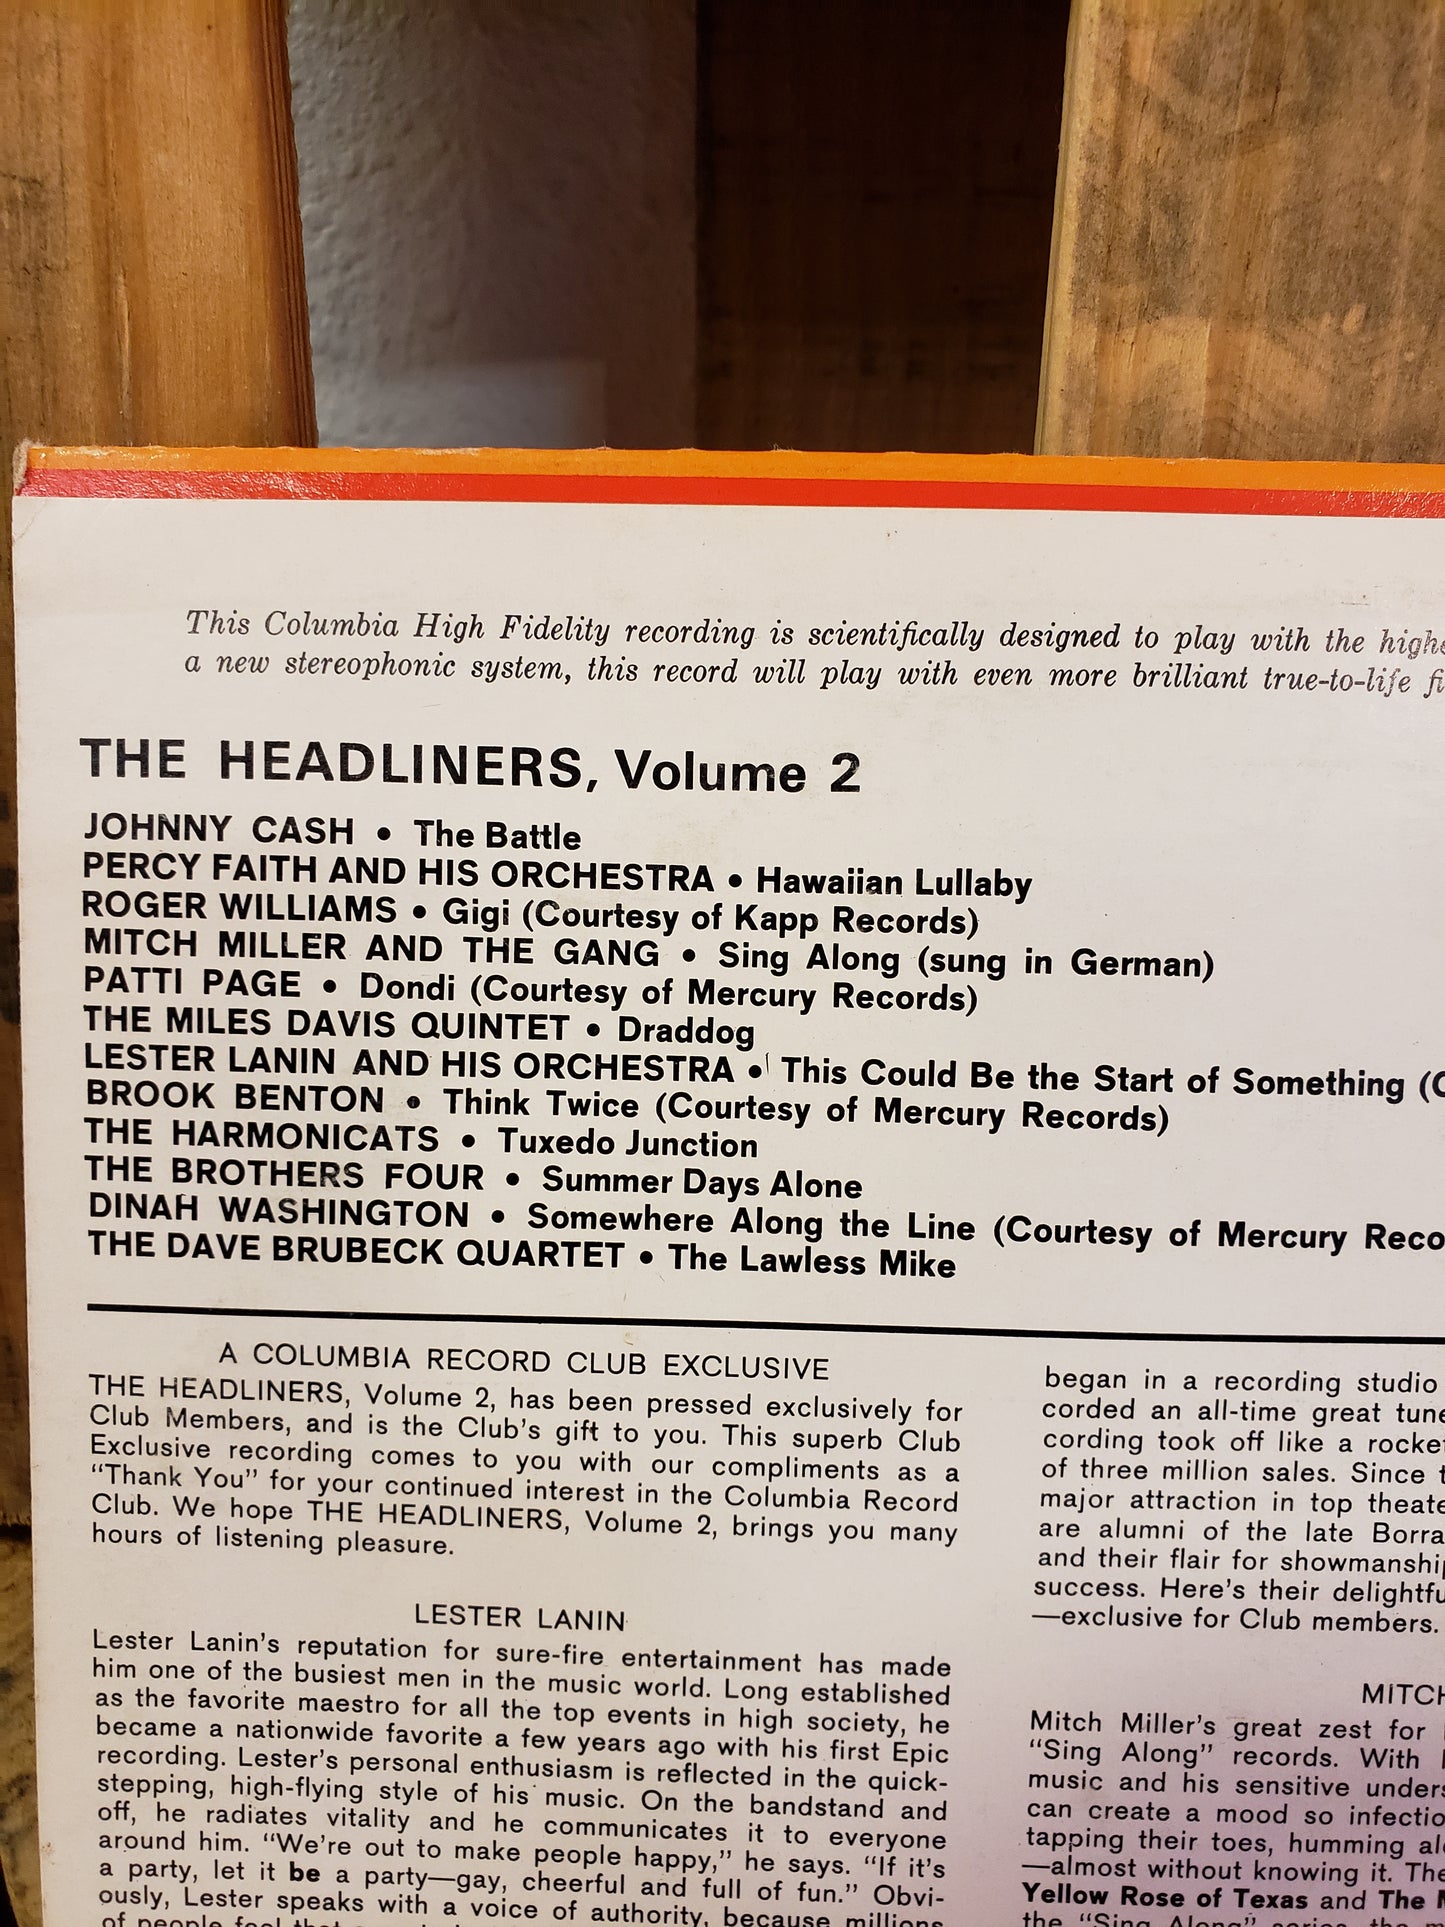 This Columbia High Fidelity recording is scientifically designed to play with the
a new stereophonic system, this record will play with even more brilliant true-to-life
THE HEADLINERS, Volume 2
JOHNNY CASH • The Battle
PERCY FAITH AND HIS ORCHESTRA • Hawaiian Lullaby
ROGER WILLIAMS • Gigi (Courtesy of Kapp Records)
MITCH MILLER AND THE GANG • Sing Along (sung in German)
PATTI PAGE • Dondi (Courtesy of Mercury Records)
THE MILES DAVIS QUINTET • Draddog
LESTER LANIN AND HIS ORCHESTRA • This Could Be the Start of Something
BROOK BENTON • Think Twice (Courtesy of Mercury Records)
THE HARMONICATS • Tuxedo Junction
THE BROTHERS FOUR • Summer Days Alone
DINAH WASHINGTON • Somewhere Along the Line (Courtesy of Mercury Reco
THE DAVE BRUBECK QUARTET • The Lawless Mike
A COLUMBIA RECORD CLUB EXCLUSIVE
THE HEADLINERS, Volume 2, has been pressed exclusively for
Club Members, and is the Club's gift to you. This superb Club
Exclusive recording comes to you with our compliments as a
"Thank You" for your continued interest in the Columbia Record
Club. We hope THE HEADLINERS, Volume 2, brings you many
hours of listening pleasure.
LESTER LANIN
Lester Lanin's reputation for sure-fire entertainment has made
him one of the busiest men in the music world. Long established
as the favorite maestro for all the top events in high society, he
became a nationwide favorite a few years ago with his first Epic
recording. Lester's personal enthusiasm is reflected in the quick-
stepping, high-flying style of his music. On the bandstand and
off, he radiates vitality and he communicates it to everyone
around him. "We're out to make people happy," he says. "If it's
a party, let it be a party—gay, cheerful and full of fun." Obvi-
ously, Lester speaks with a voice of authority, because millions
of people feel that
began in a recording studio
corded an all-time great tune
cording took off like a rocket
of three million sales. Since
major attraction in top theate
are alumni of the late Borra
and their flair for showmanship
success. Here's their delightfu
—exclusive for Club members.
MITCH
Mitch Miller's great zest for
"Sing Along" records. With
music and his sensitive unders
can create a mood so infectio
tapping their toes, humming alo
—almost without knowing it. The
Yellow Rose of Texas and The
the "Sing Along" series